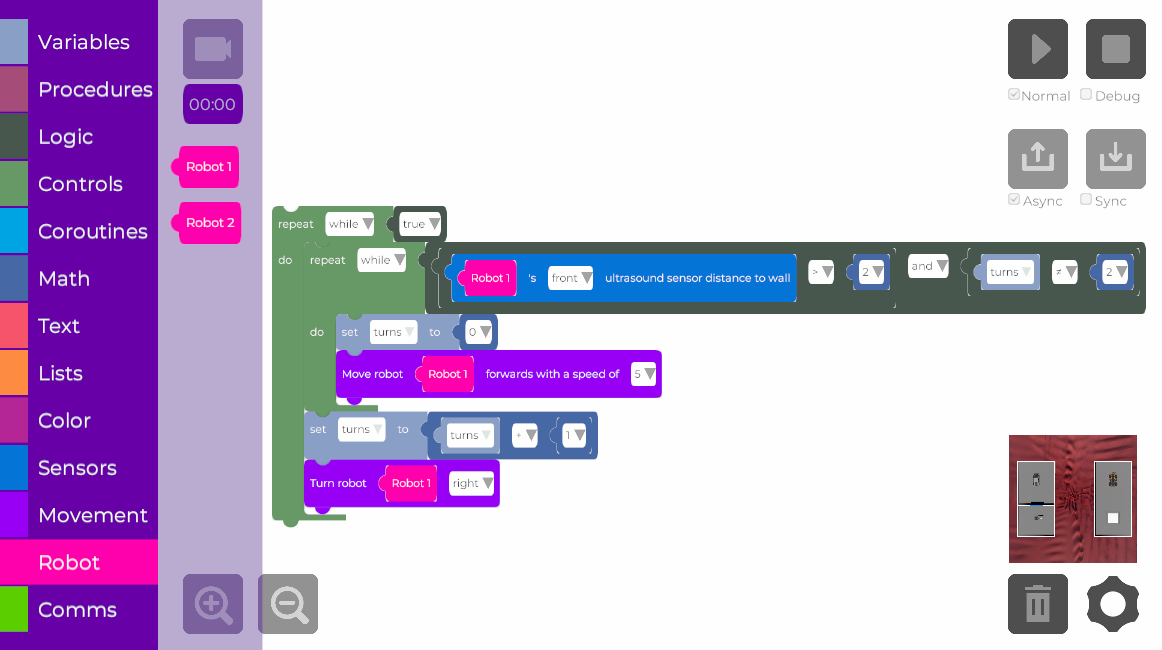 Variables
Procedures
Logic
Controls
Coroutines
Math
Text
Lists
Color
Sensors
Movement
Robot
Comms
00:00
Robot 1
Robot 2
repeat while true
do repeat while Robot 1 's front ultrasound sensor distance to wall > 2 and turns ≠ 2
do set turns to 0
Move robot Robot 1 forwards with a speed of 5
set turns to turns + 1
Turn robot Robot 1 right
Normal Debug
Async Sync